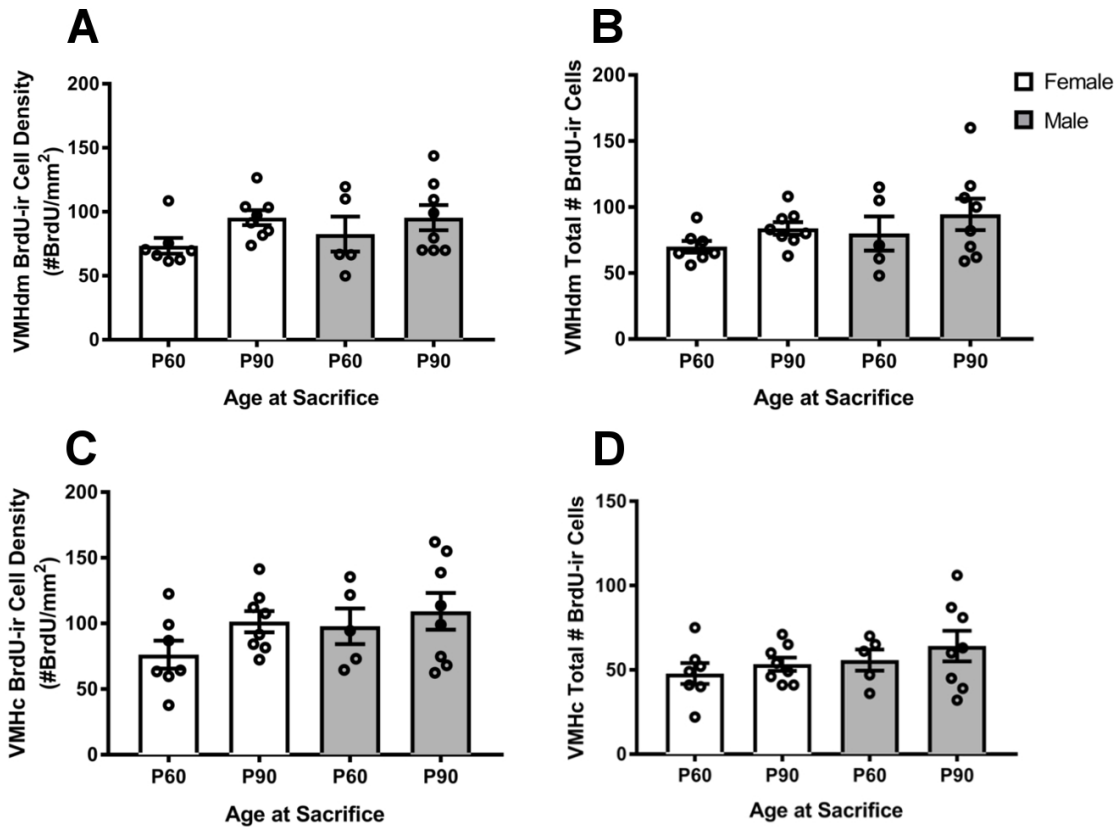 A
VMHdm BrdU-ir Cell Density
(#BrdU/mm²)
200
150
100
50
0
P60 P90 P60 P90
Age at Sacrifice
B
VMHdm Total # BrdU-ir Cells
200
150
100
50
0
P60 P90 P60 P90
Age at Sacrifice
Female
Male
C
VMHc BrdU-ir Cell Density
(#BrdU/mm²)
200
150
100
50
0
P60 P90 P60 P90
Age at Sacrifice
D
VMHc Total # BrdU-ir Cells
150
100
50
0
P60 P90 P60 P90
Age at Sacrifice